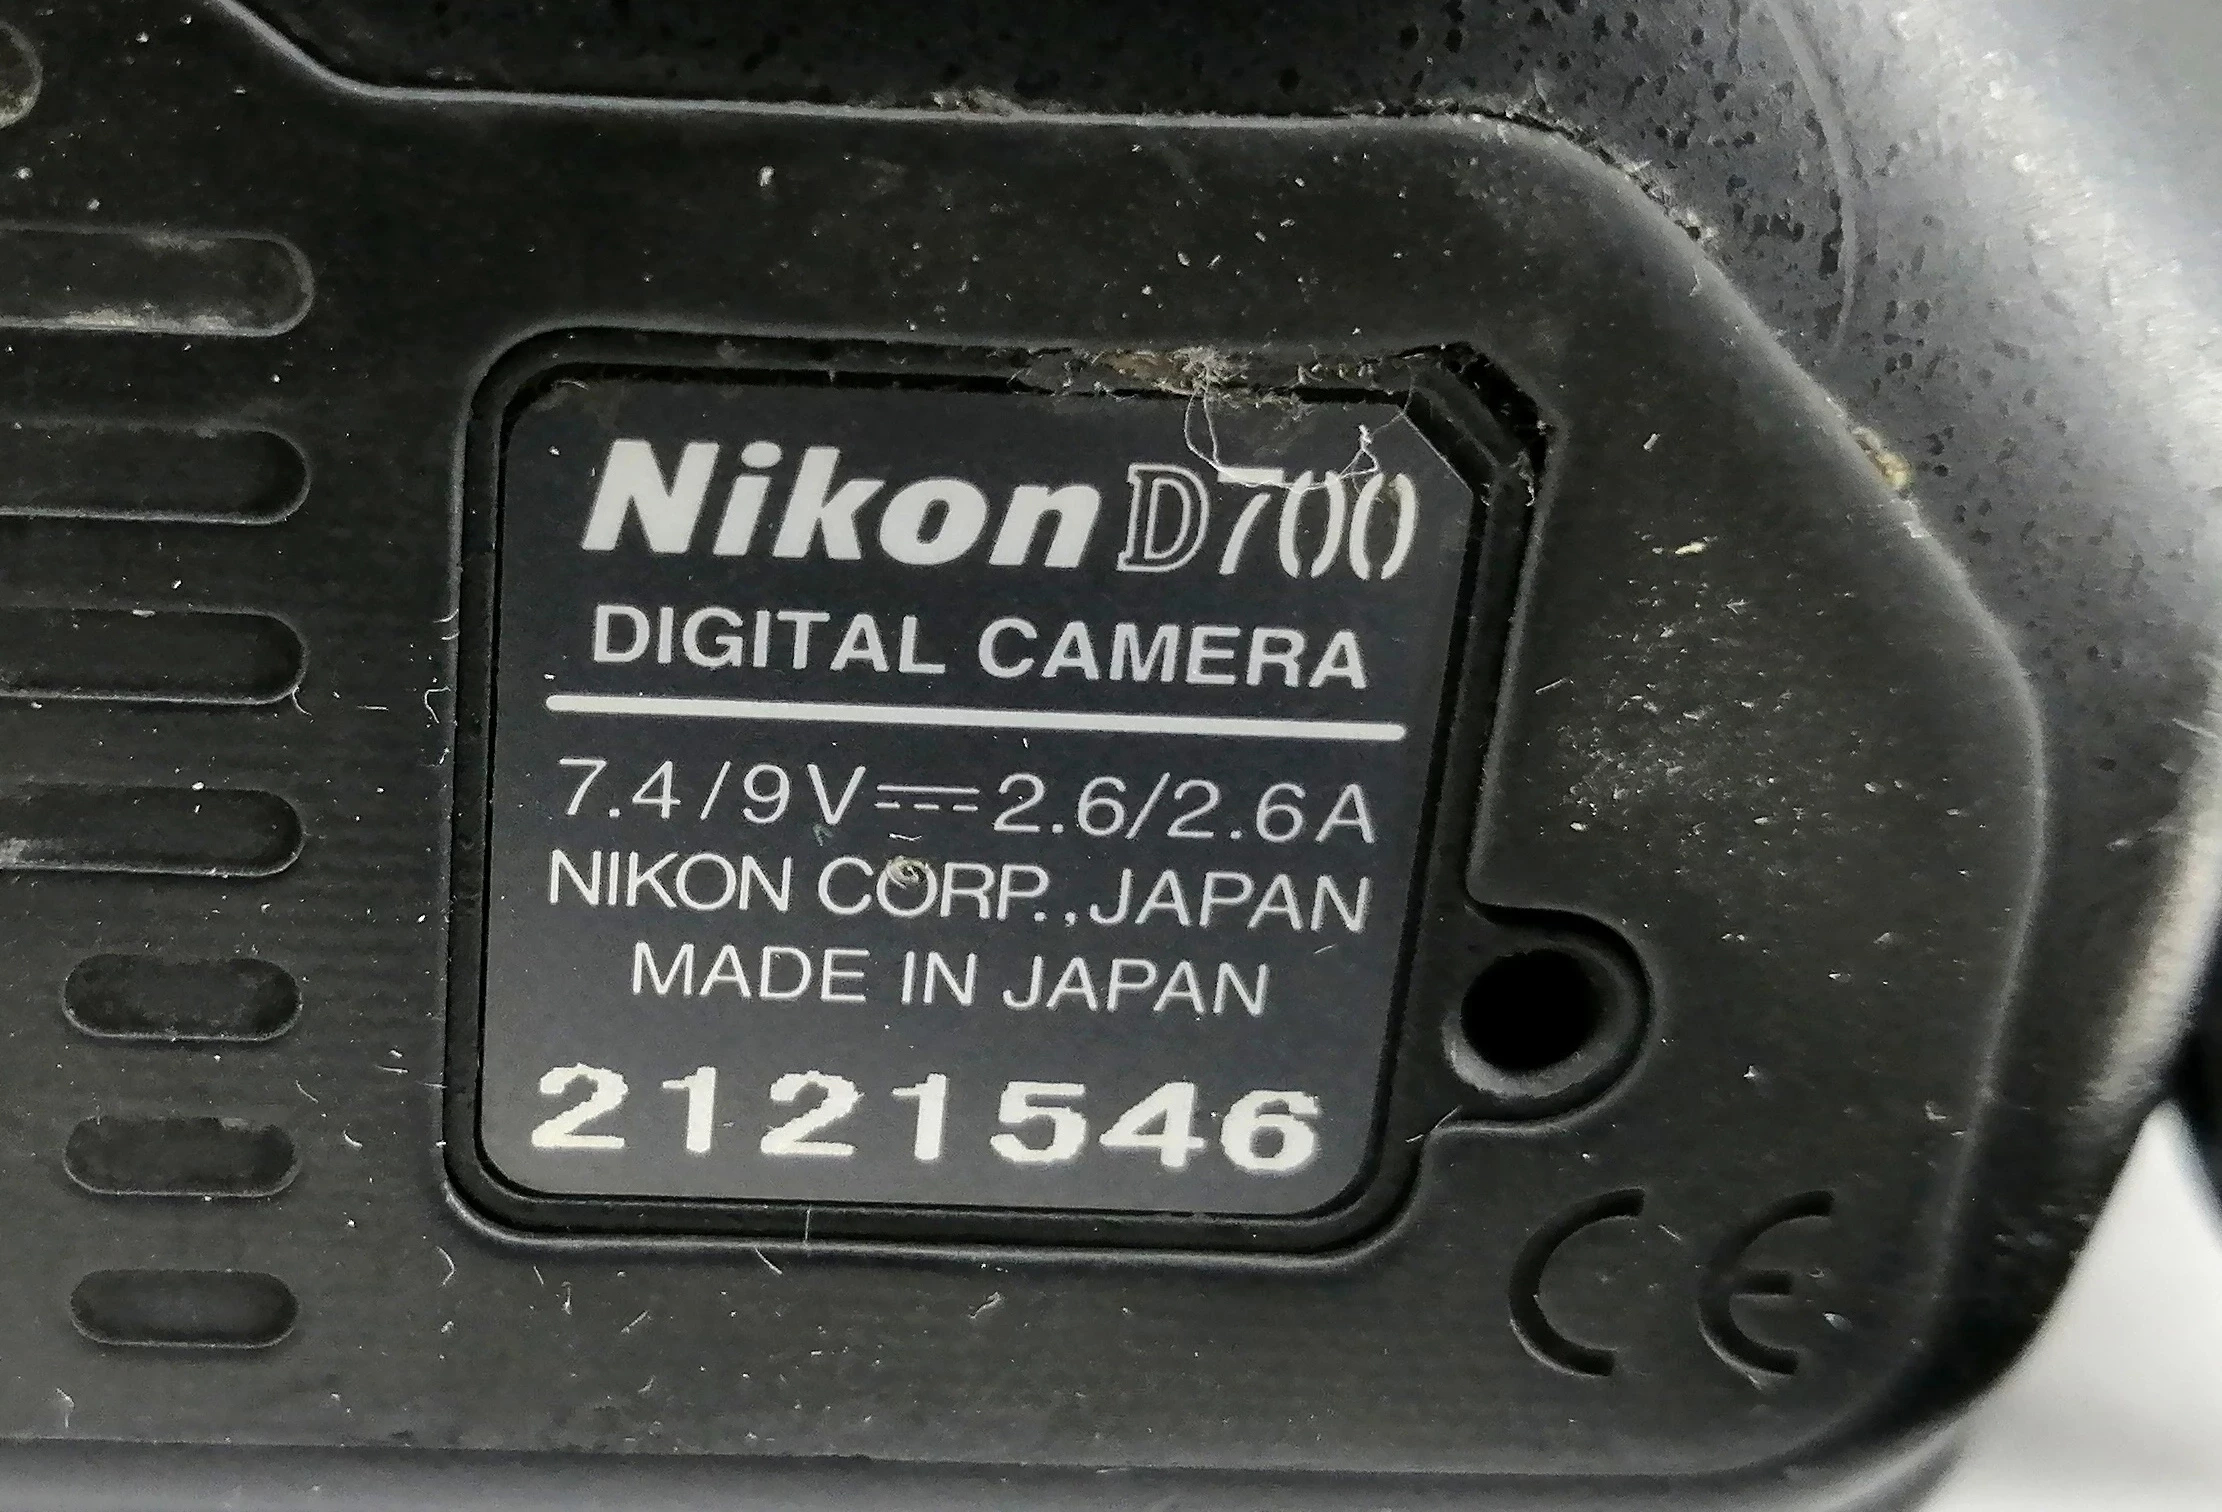 Nikon D700
DIGITAL CAMERA
7.4/9V⎓2.6/2.6A
NIKON CORP.,JAPAN
MADE IN JAPAN
2121546
CE